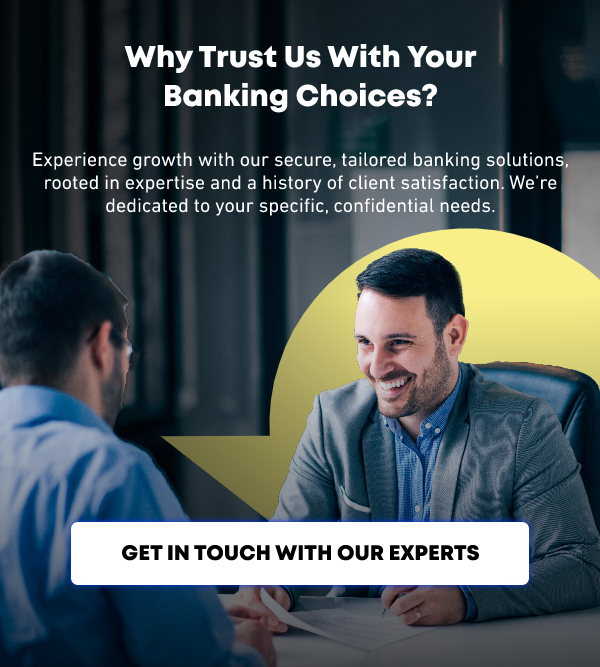 Why Trust Us With Your
Banking Choices?
Experience growth with our secure, tailored banking solutions,
rooted in expertise and a history of client satisfaction. We're
dedicated to your specific, confidential needs.
GET IN TOUCH WITH OUR EXPERTS